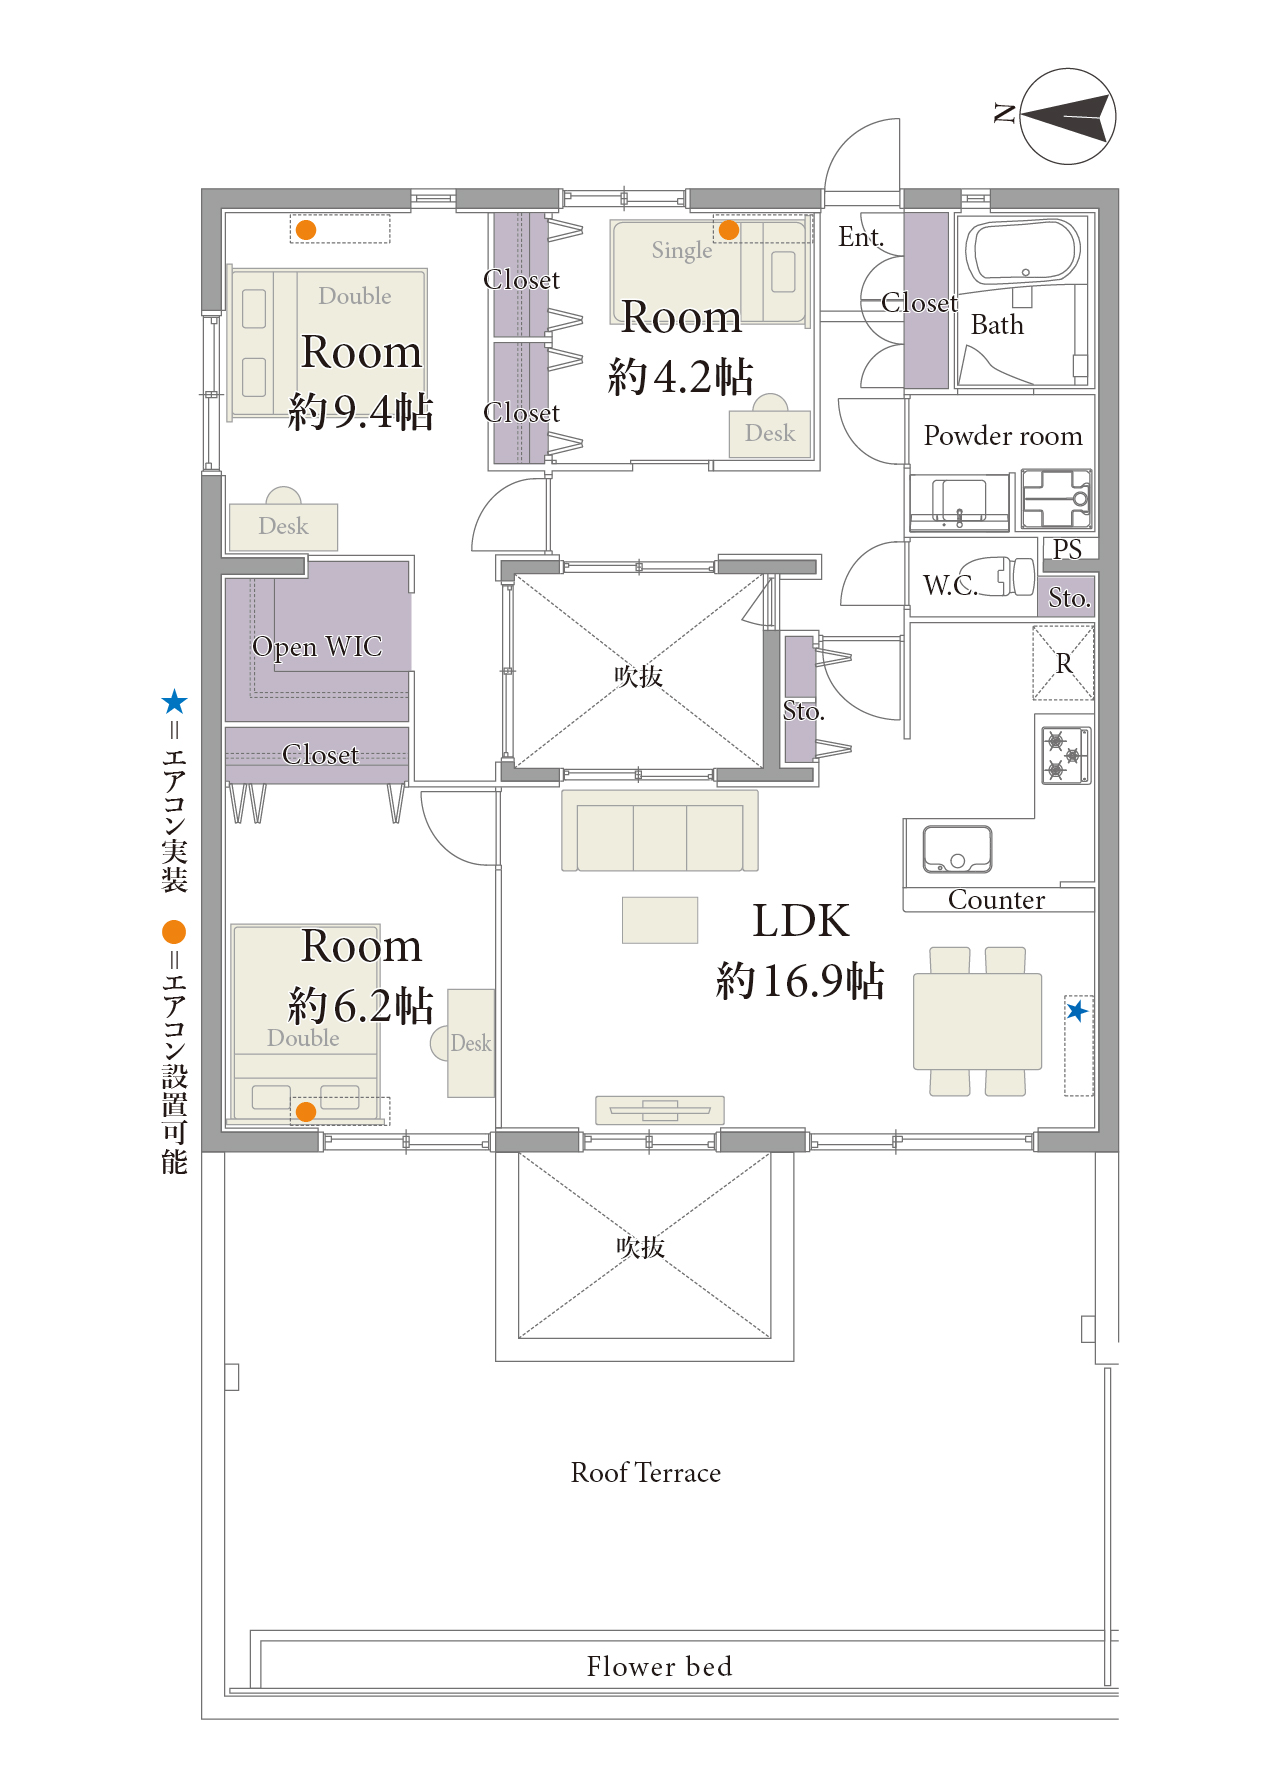 N
Ent.
Single
Double
Closet
Room
約4.2帖
Closet
Bath
Room
約9.4帖
Closet
Desk
Powder room
Desk
PS
W.C.
Sto.
Open WIC
R
吹抜
Sto.
Closet
★=エアコン実装
●=エアコン設置可能
Counter
LDK
約16.9帖
Room
約6.2帖
Double
Desk
★
吹抜
Roof Terrace
Flower bed